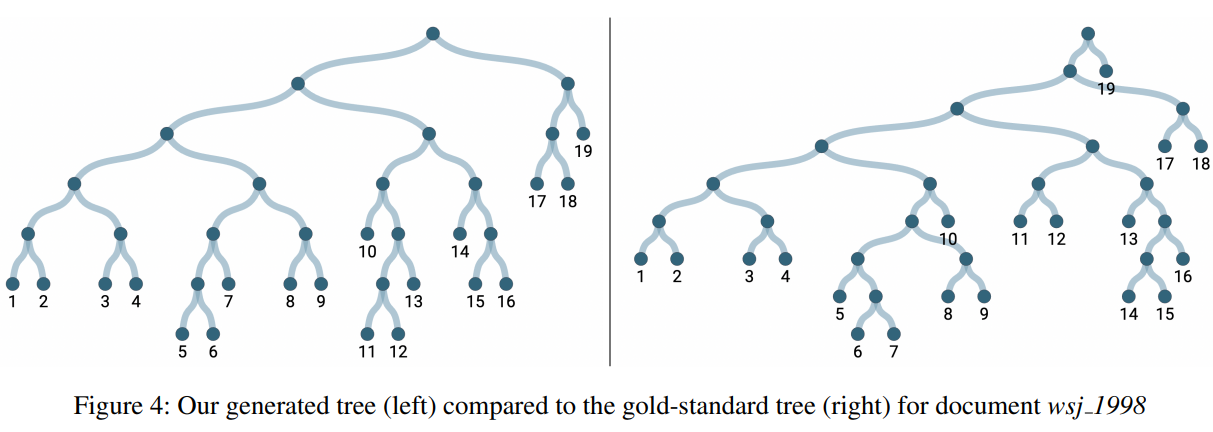 19
19
17 18
17 18
10 14
10 11 12 13
1 2 3 4 7 8 9 13 15 16
1 2 3 4 16
5 8 9 14 15
5 6 11 12
6 7
Figure 4: Our generated tree (left) compared to the gold-standard tree (right) for document wsj_1998